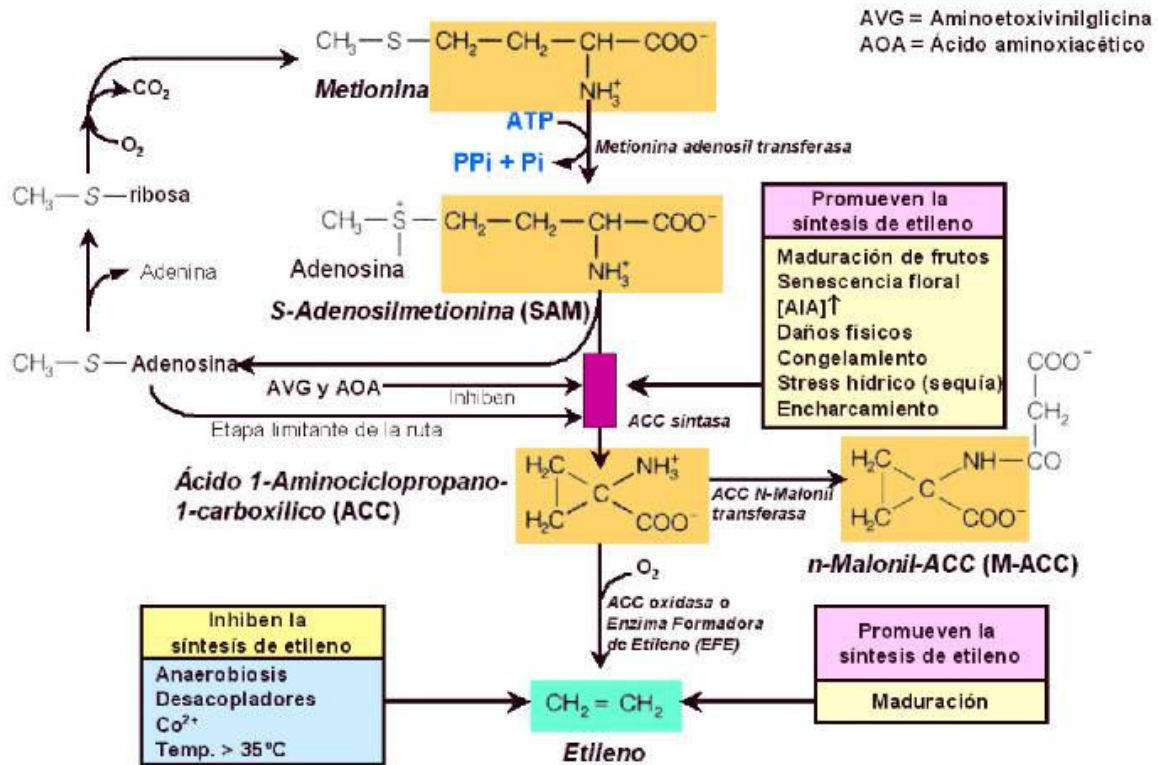 AVG = Aminoetoxivinilglicina
AOA = Ácido aminoxiacético
CH₃—S—CH₂—CH₂—CH—COO⁻
NH₃⁺
Metionina
CO₂
O₂
ATP
PPi + Pi
Metionina adenosil transferasa
CH₃—S—ribosa
Adenina
CH₃—S⁺—CH₂—CH₂—CH—COO⁻
Adenosina
NH₃⁺
S-Adenosilmetionina (SAM)
Promueven la
síntesis de etileno
Maduración de frutos
Senescencia floral
[AIA]↑
Daños físicos
Congelamiento
Stress hídrico (sequía)
Encharcamiento
CH₃—S—Adenosina
AVG y AOA
Inhiben
Etapa limitante de la ruta
ACC síntasa
Ácido 1-Aminociclopropano-
1-carboxílico (ACC)
H₂C
NH₃⁺
C
H₂C
COO⁻
ACC N-Malonil
transferasa
COO⁻
CH₂
H₂C
NH—CO
C
H₂C
COO⁻
n-Malonil-ACC (M-ACC)
O₂
ACC oxidasa o
Enzima Formadora
de Etileno (EFE)
Inhiben la
síntesís de etileno
Anaerobiosis
Desacopladores
Co²⁺
Temp. > 35ºC
CH₂ = CH₂
Etileno
Promueven la
síntesis de etileno
Maduración